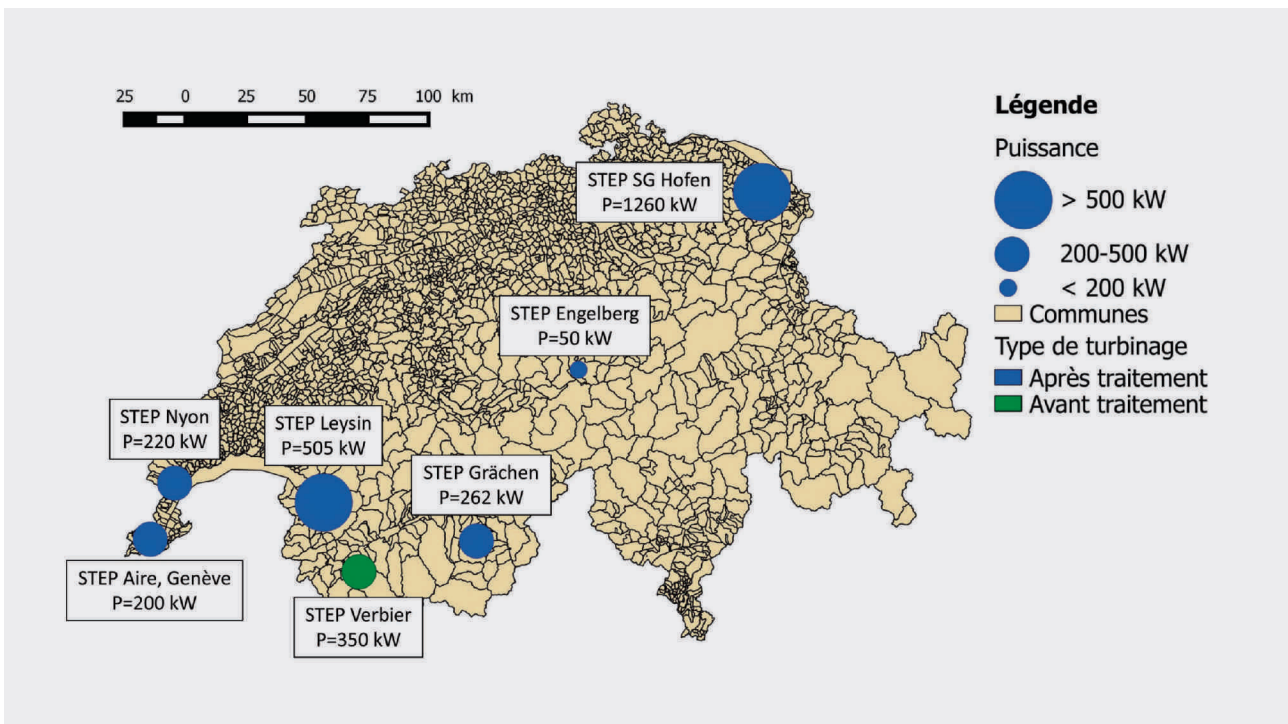 25 0 25 50 75 100 km
Légende
Puissance
> 500 kW
200-500 kW
< 200 kW
Communes
Type de turbinage
Après traitement
Avant traitement
STEP SG Hofen
P=1260 kW
STEP Engelberg
P=50 kW
STEP Nyon
P=220 kW
STEP Leysin
P=505 kW
STEP Grächen
P=262 kW
STEP Aire, Genève
P=200 kW
STEP Verbier
P=350 kW